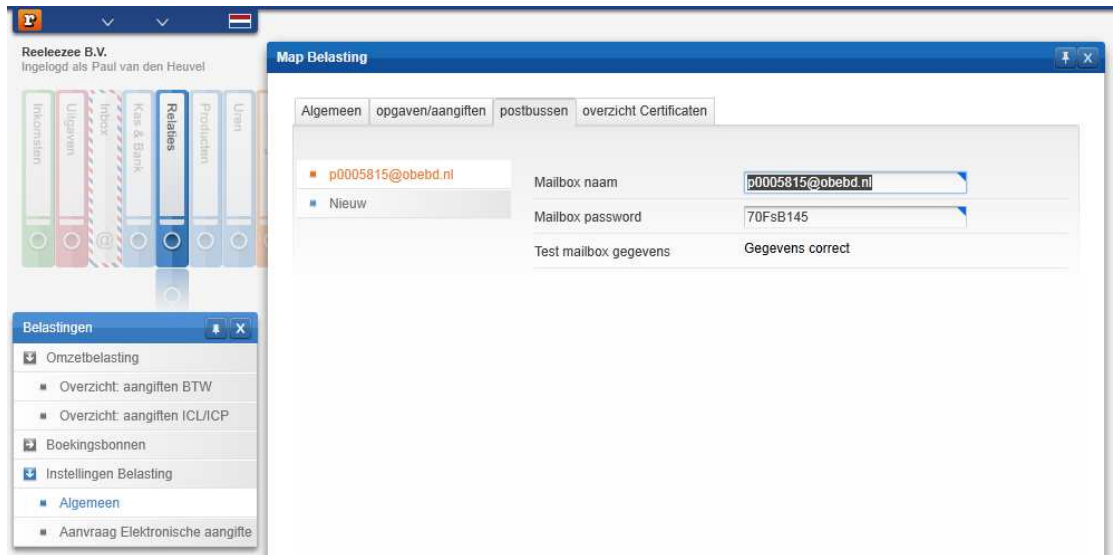 r
Reeleezee B.V.
Ingelogd als Paul van den Heuvel
Inkomsten
Uitgaven
Inbox
@
Kas & Bank
Relaties
Producten
Uren
Belastingen
X
Omzetbelasting
Overzicht: aangiften BTW
Overzicht: aangiften ICL/ICP
Boekingsbonnen
Instellingen Belasting
Algemeen
Aanvraag Elektronische aangifte
Map Belasting
X
Algemeen opgaven/aangiften postbussen overzicht Certificaten
p0005815@obebd.nl
Nieuw
Mailbox naam p0005815@obebd.nl
Mailbox password 70FsB145
Test mailbox gegevens Gegevens correct